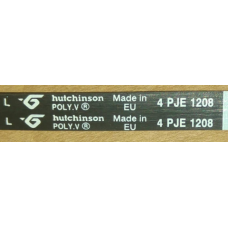 L hutchinson Made in 4 PJE 1208
POLY.V ® EU
L hutchinson Made in 4 PJE 1208
POLY.V ® EU